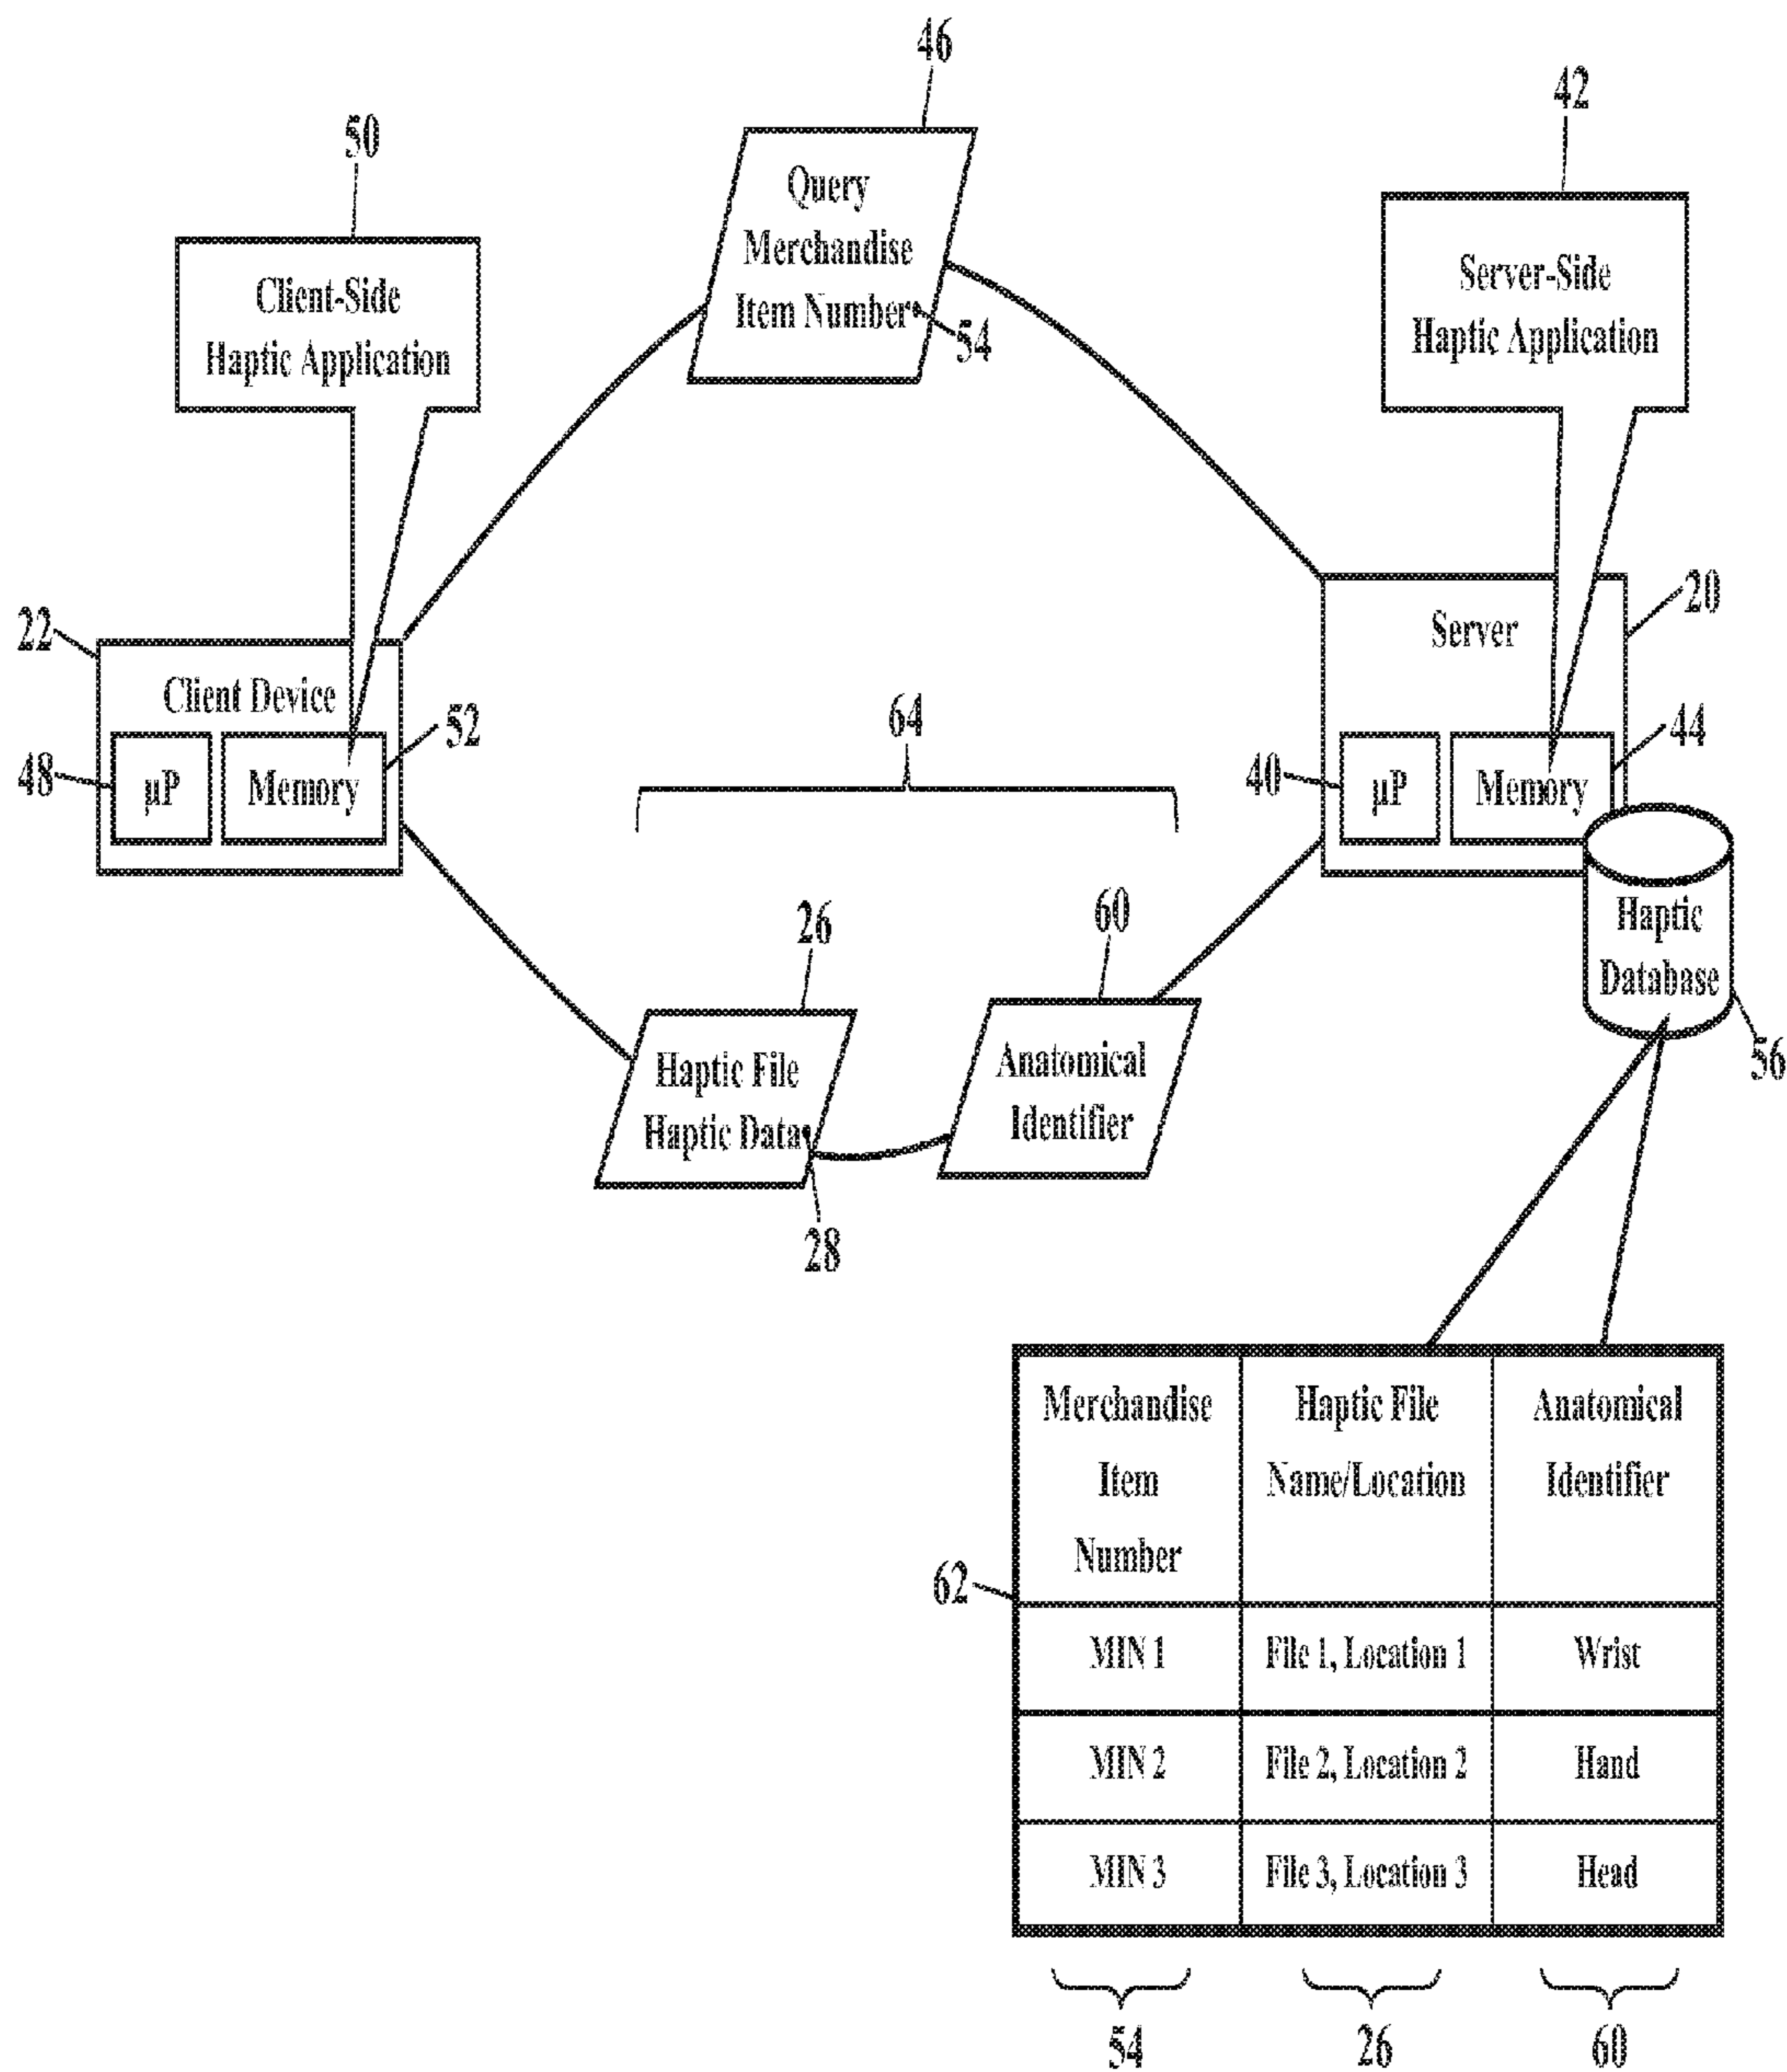 46
42
50
Query
Merchandise
Item Number
54
Client-Side
Haptic Application
Server-Side
Haptic Application
22
Client Device
48
µP
Memory
52
20
Server
40
µP
Memory
44
64
Haptic
Database
56
26
60
Haptic File
Haptic Data
28
Anatomical
Identifier
Merchandise
Item
Number
Haptic File
Name/Location
Anatomical
Identifier
62
MIN 1
File 1, Location 1
Wrist
MIN 2
File 2, Location 2
Hand
MIN 3
File 3, Location 3
Head
54
26
60